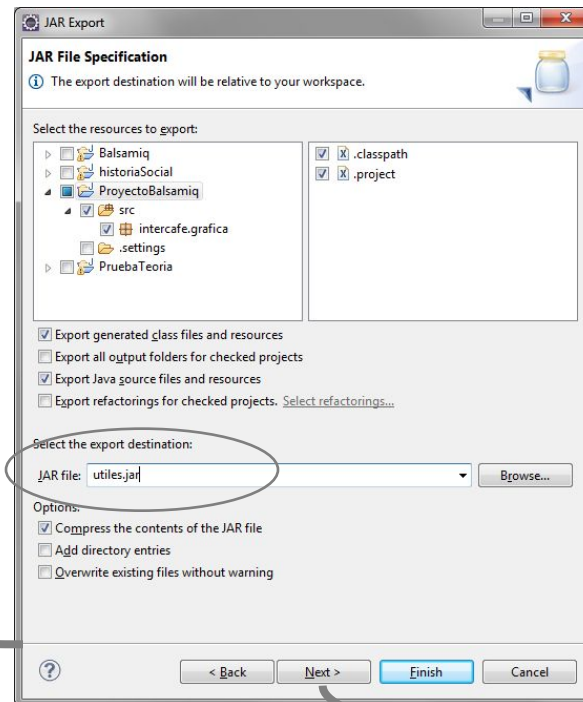 JAR Export
JAR File Specification
The export destination will be relative to your workspace.
Select the resources to export:
Balsamiq
historiaSocial
ProyectoBalsamiq
src
intercafe.grafica
.settings
PruebaTeoria
.classpath
.project
Export generated class files and resources
Export all output folders for checked projects
Export Java source files and resources
Export refactorings for checked projects. Select refactorings...
Select the export destination:
JAR file: utiles.jar Browse...
Options:
Compress the contents of the JAR file
Add directory entries
Overwrite existing files without warning
? < Back Next > Finish Cancel